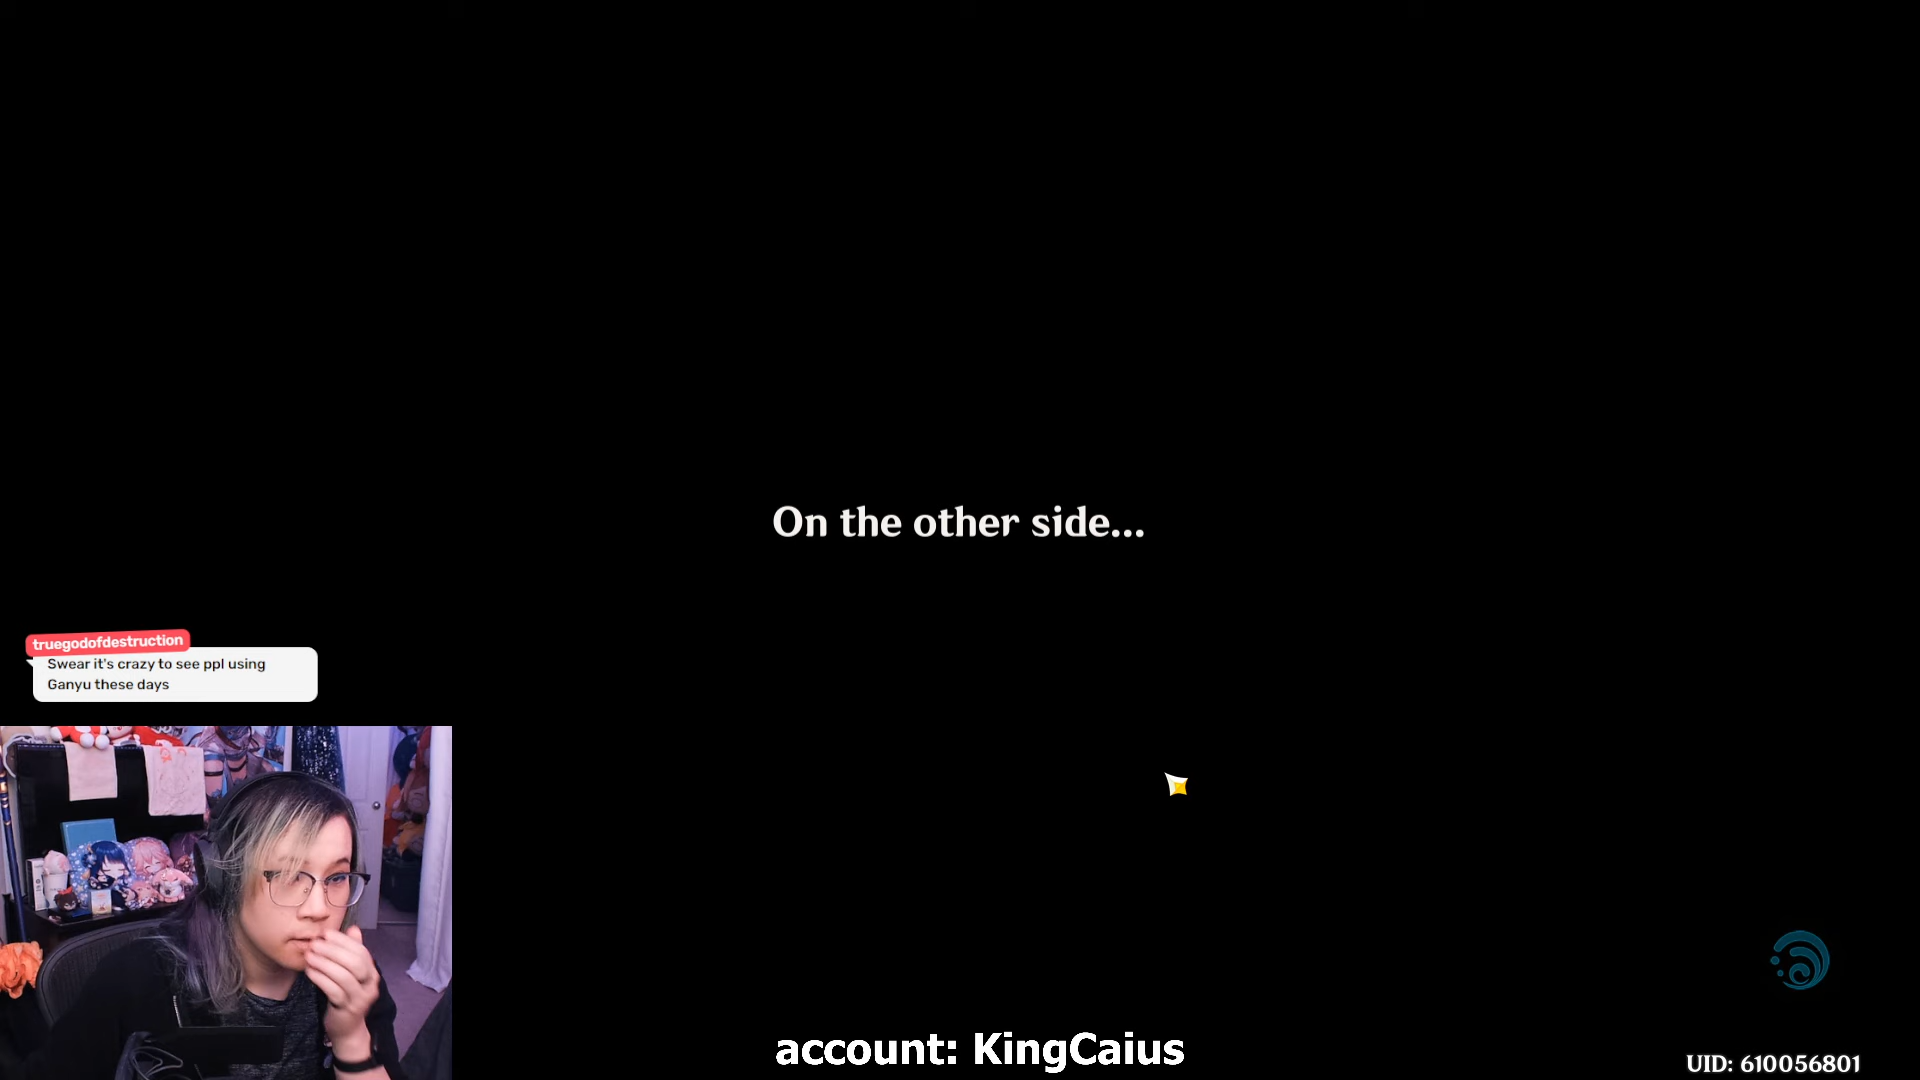 On the other side...
truegodofdestruction
Swear it's crazy to see ppl using
Ganyu these days
account: KingCaius
UID: 610056801